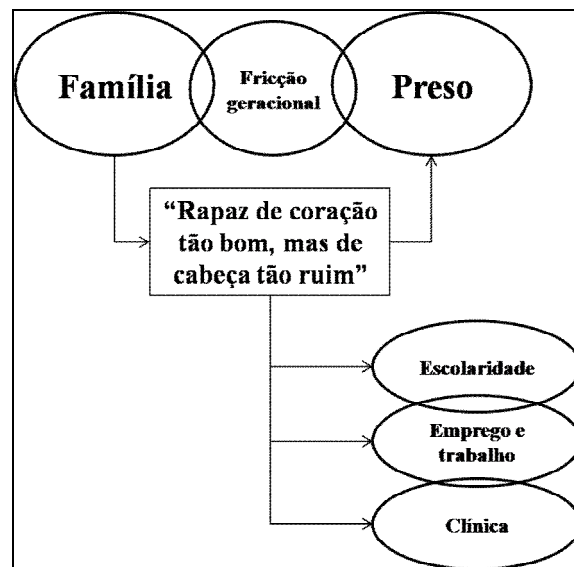 Família
Fricção
geracional
Preso
“Rapaz de coração
tão bom, mas de
cabeça tão ruim”
Escolaridade
Emprego e
trabalho
Clínica